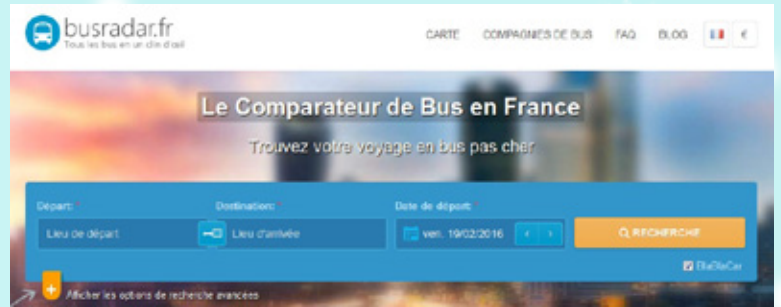 busradar.fr
Tous les bus en un clin d'œil
CARTE COMPAGNIES DE BUS FAQ BLOG €
Le Comparateur de Bus en France
Trouvez votre voyage en bus pas cher
Départ: * Destination: * Date de départ: *
Lieu de départ Lieu d'arrivée ven. 19/02/2016 < > RECHERCHE
BlaBlaCar
+ Afficher les options de recherche avancées